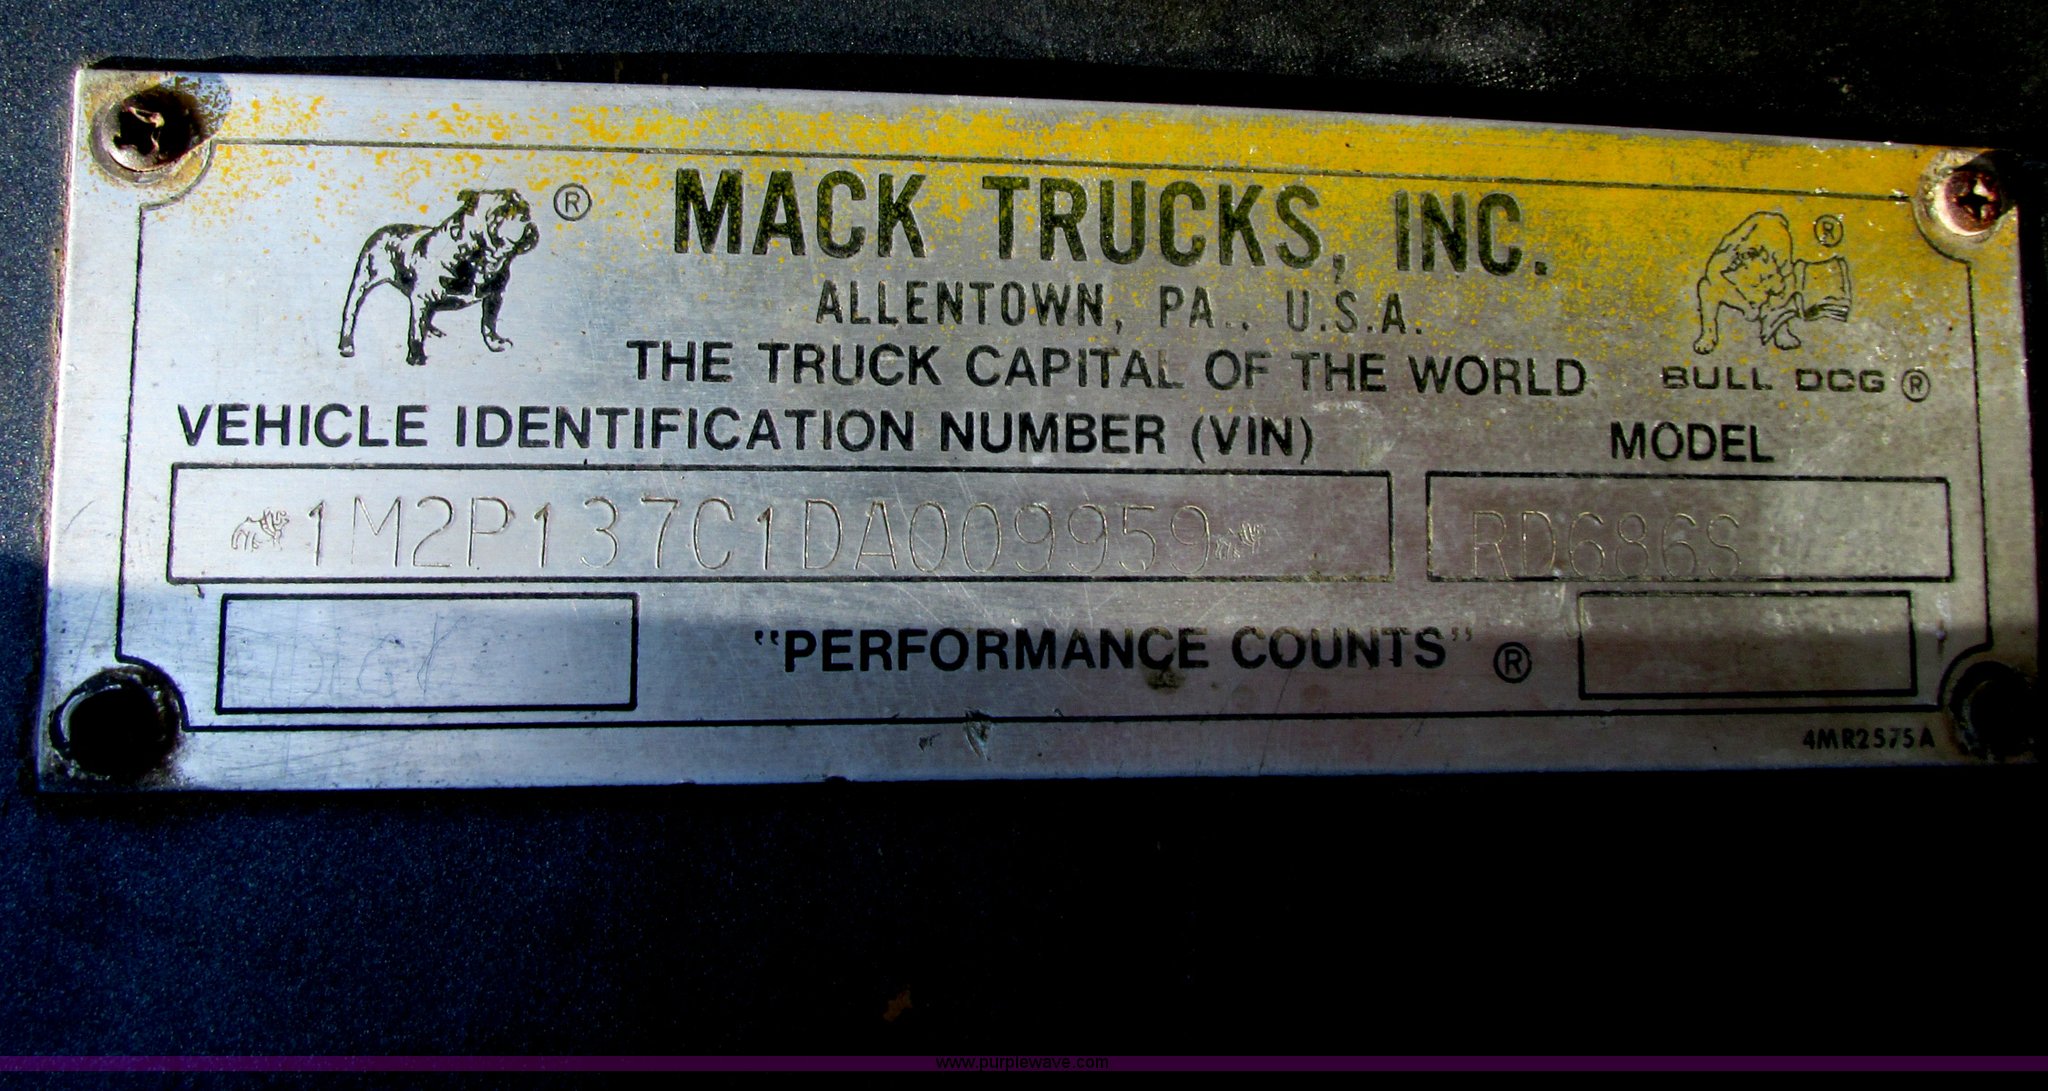 ®
MACK TRUCKS, INC.
®
ALLENTOWN, PA., U.S.A.
THE TRUCK CAPITAL OF THE WORLD
BULL DOG ®
VEHICLE IDENTIFICATION NUMBER (VIN)
MODEL
1M2P137C1DA009959
RD686S
"PERFORMANCE COUNTS" ®
4MR2575A
www.purplewave.com